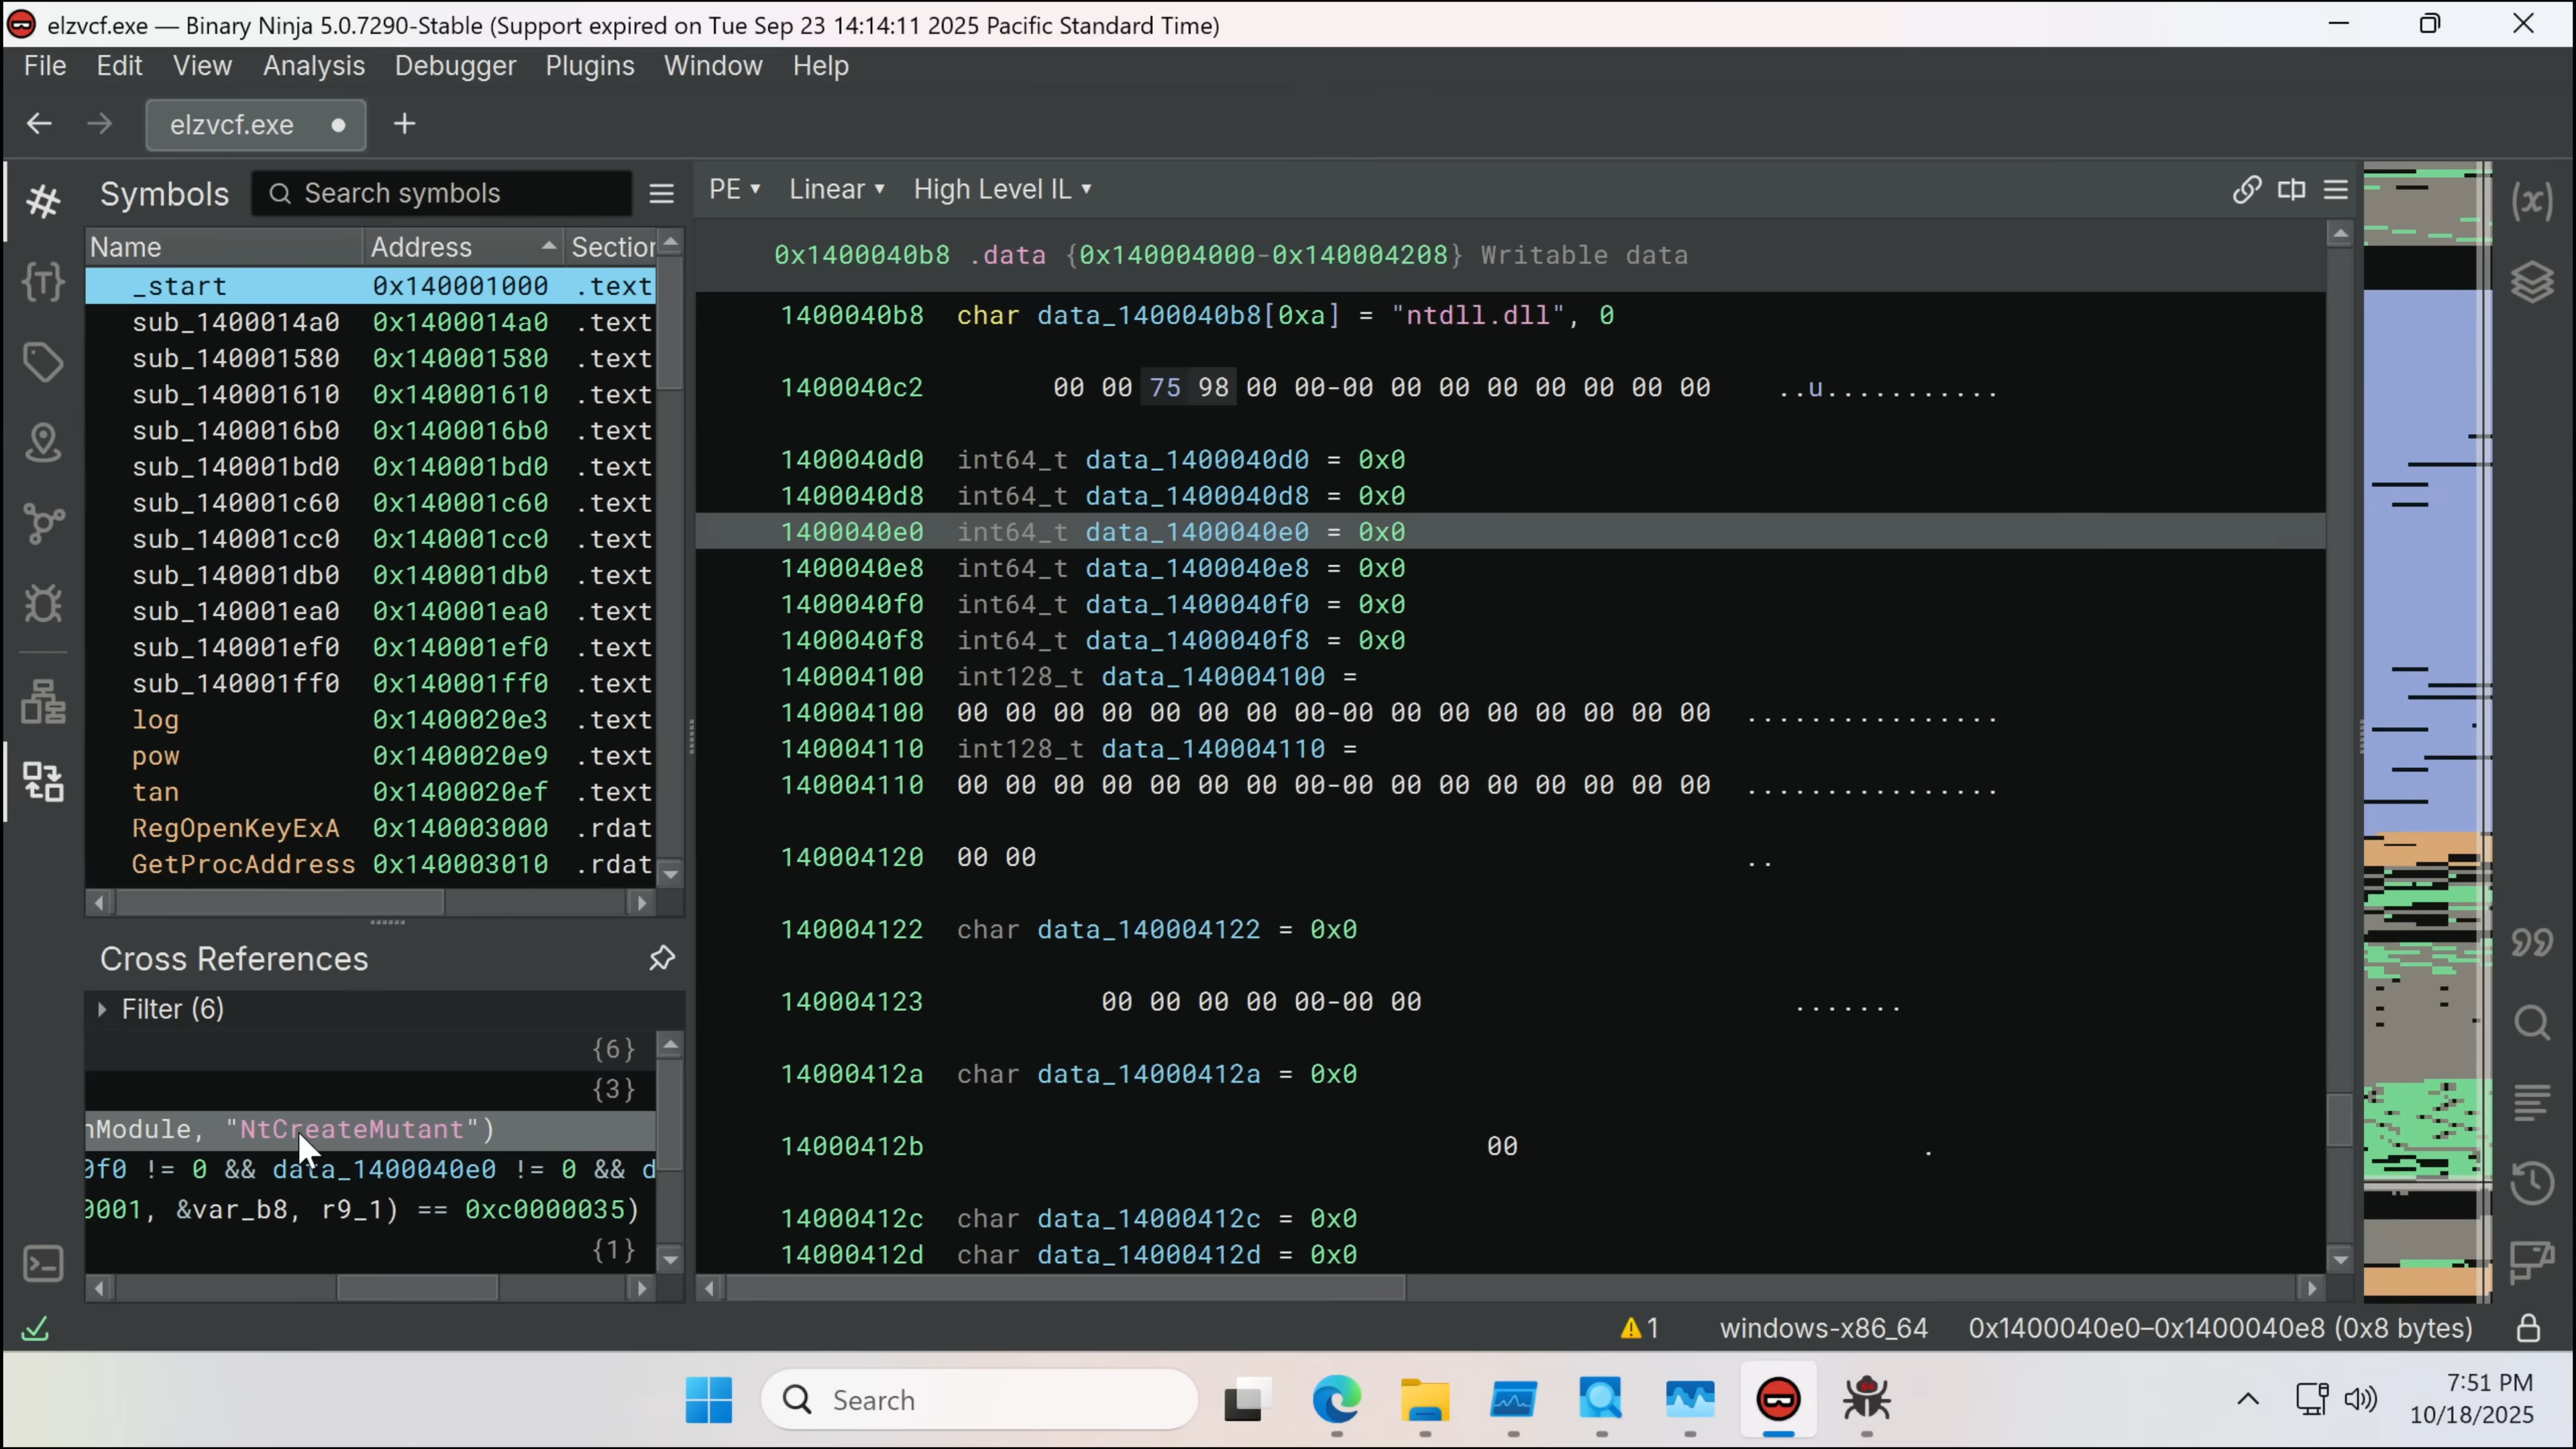 elzvcf.exe — Binary Ninja 5.0.7290-Stable (Support expired on Tue Sep 23 14:14:11 2025 Pacific Standard Time)
File Edit View Analysis Debugger Plugins Window Help
elzvcf.exe
Symbols Search symbols
Name Address Section
_start 0x140001000 .text
sub_1400014a0 0x1400014a0 .text
sub_140001580 0x140001580 .text
sub_140001610 0x140001610 .text
sub_1400016b0 0x1400016b0 .text
sub_140001bd0 0x140001bd0 .text
sub_140001c60 0x140001c60 .text
sub_140001cc0 0x140001cc0 .text
sub_140001db0 0x140001db0 .text
sub_140001ea0 0x140001ea0 .text
sub_140001ef0 0x140001ef0 .text
sub_140001ff0 0x140001ff0 .text
log 0x1400020e3 .text
pow 0x1400020e9 .text
tan 0x1400020ef .text
RegOpenKeyExA 0x140003000 .rdat
GetProcAddress 0x140003010 .rdat
Cross References
Filter (6)
{6}
{3}
hModule, "NtCreateMutant")
0f0 != 0 && data_1400040e0 != 0 && d
0001, &var_b8, r9_1) == 0xc0000035)
{1}
PE Linear High Level IL
0x1400040b8 .data {0x140004000-0x140004208} Writable data
1400040b8 char data_1400040b8[0xa] = "ntdll.dll", 0
1400040c2 00 00 75 98 00 00-00 00 00 00 00 00 00 00 ..u...........
1400040d0 int64_t data_1400040d0 = 0x0
1400040d8 int64_t data_1400040d8 = 0x0
1400040e0 int64_t data_1400040e0 = 0x0
1400040e8 int64_t data_1400040e8 = 0x0
1400040f0 int64_t data_1400040f0 = 0x0
1400040f8 int64_t data_1400040f8 = 0x0
140004100 int128_t data_140004100 =
140004100 00 00 00 00 00 00 00 00-00 00 00 00 00 00 00 00 ................
140004110 int128_t data_140004110 =
140004110 00 00 00 00 00 00 00 00-00 00 00 00 00 00 00 00 ................
140004120 00 00 ..
140004122 char data_140004122 = 0x0
140004123 00 00 00 00 00-00 00 .......
14000412a char data_14000412a = 0x0
14000412b 00 .
14000412c char data_14000412c = 0x0
14000412d char data_14000412d = 0x0
1 windows-x86_64 0x1400040e0–0x1400040e8 (0x8 bytes)
Search
7:51 PM
10/18/2025